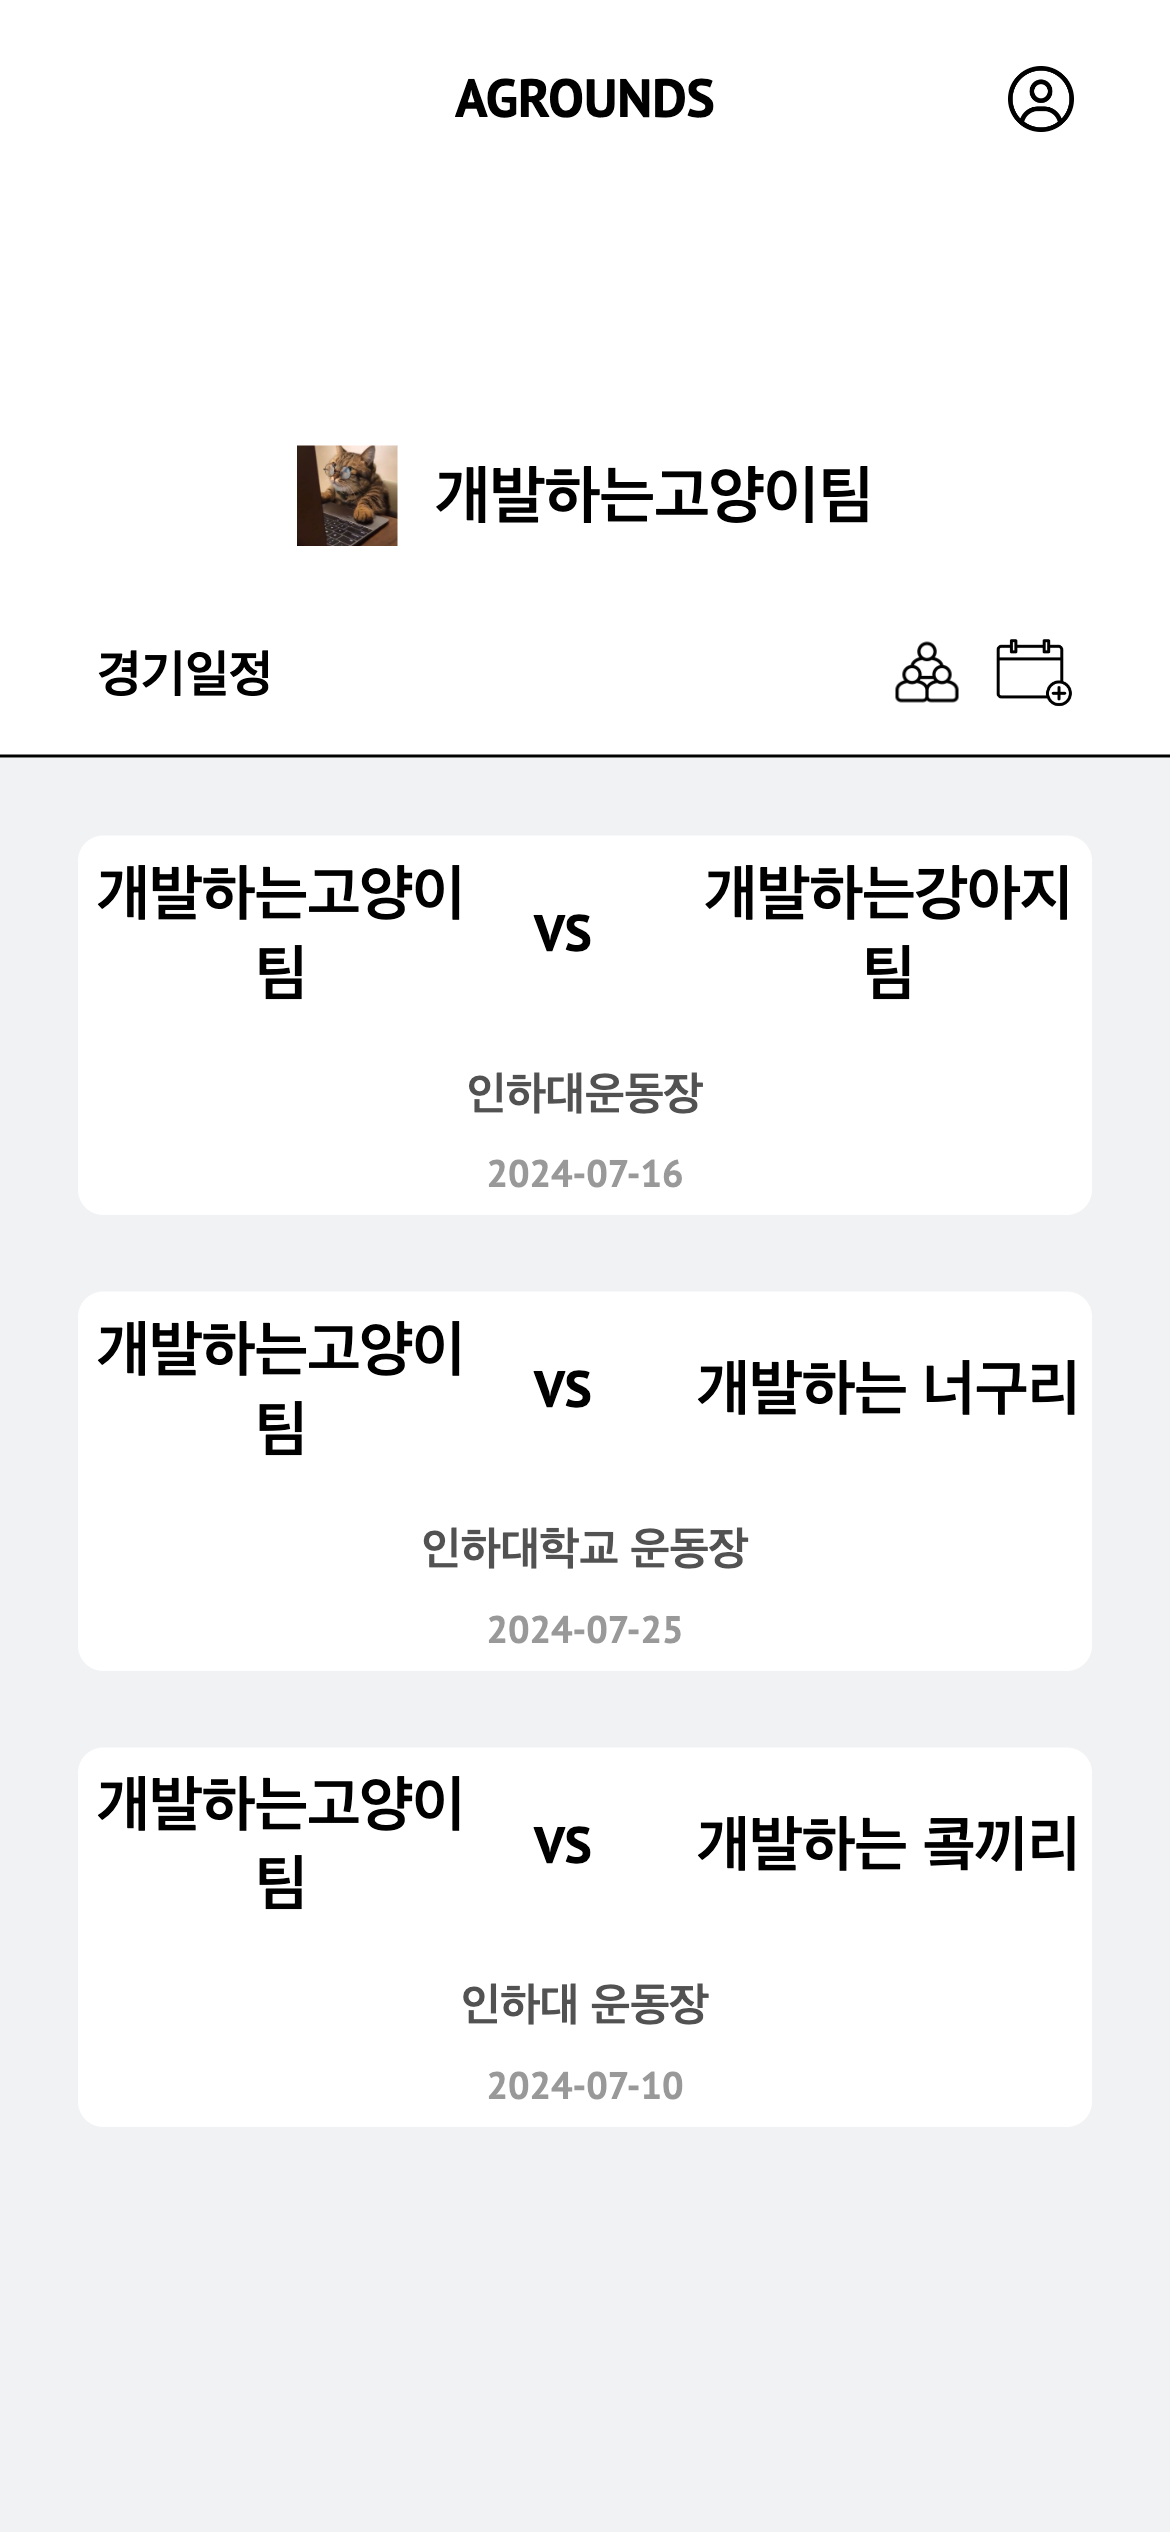 AGROUNDS
개발하는고양이팀
경기일정
개발하는고양이
팀
vs
개발하는강아지
팀
인하대운동장
2024-07-16
개발하는고양이
팀
vs
개발하는 너구리
인하대학교 운동장
2024-07-25
개발하는고양이
팀
vs
개발하는 코끼리
인하대 운동장
2024-07-10